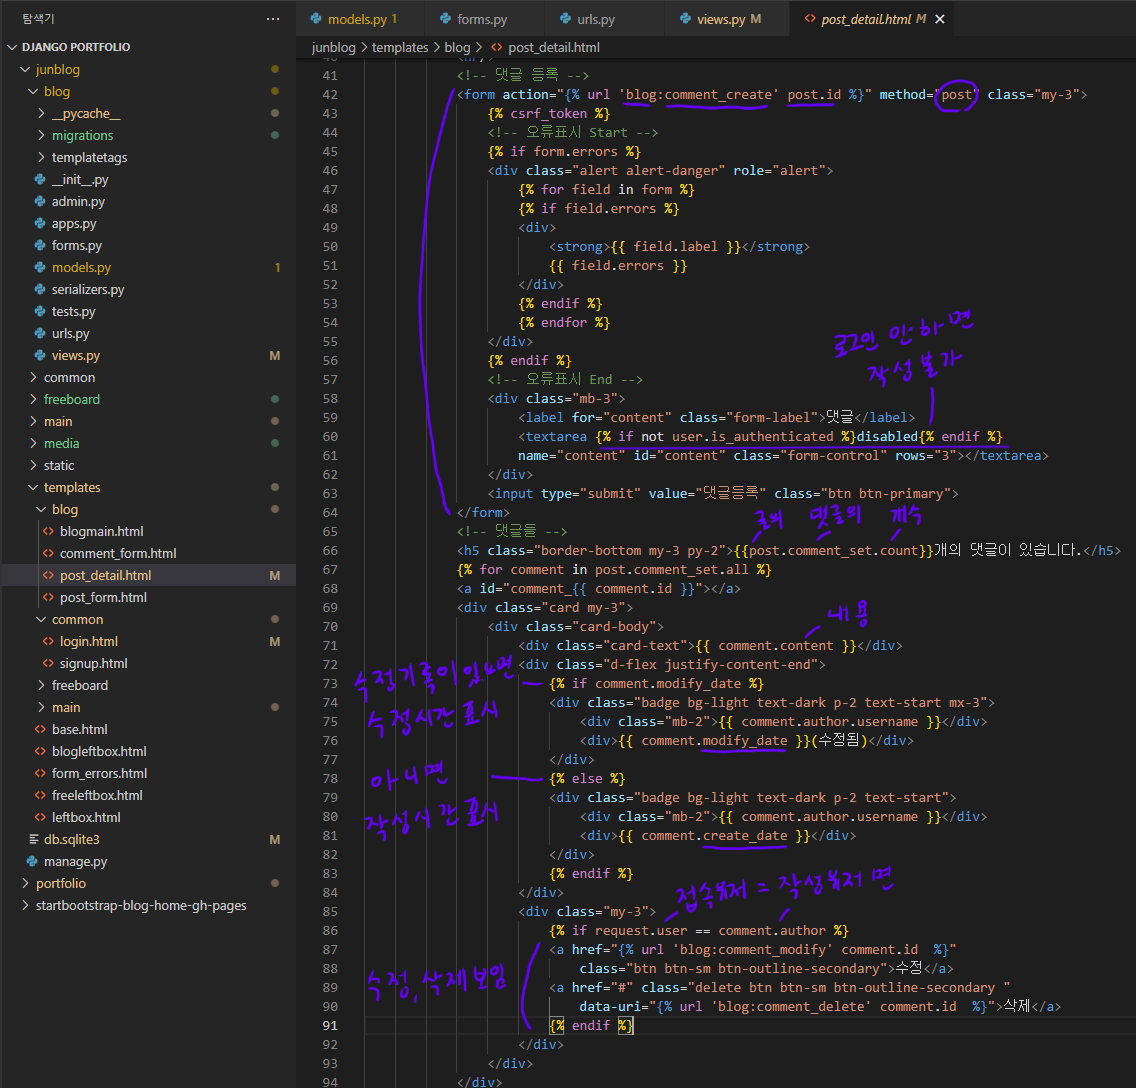 탐색기 ···
DJANGO PORTFOLIO
junblog
blog
__pycache__
migrations
templatetags
__init__.py
admin.py
apps.py
forms.py
models.py 1
serializers.py
tests.py
urls.py
views.py M
common
freeboard
main
media
static
templates
blog
blogmain.html
comment_form.html
post_detail.html M
post_form.html
common
login.html M
signup.html
freeboard
main
base.html
blogleftbox.html
form_errors.html
freeleftbox.html
leftbox.html
db.sqlite3 M
manage.py
portfolio
startbootstrap-blog-home-gh-pages
models.py 1 forms.py urls.py views.py M post_detail.html M
junblog > templates > blog > post_detail.html
41 <!-- 댓글 등록 -->
42 <form action="{% url 'blog:comment_create' post.id %}" method="post" class="my-3">
43 {% csrf_token %}
44 <!-- 오류표시 Start -->
45 {% if form.errors %}
46 <div class="alert alert-danger" role="alert">
47 {% for field in form %}
48 {% if field.errors %}
49 <div>
50 <strong>{{ field.label }}</strong>
51 {{ field.errors }}
52 </div>
53 {% endif %}
54 {% endfor %}
55 </div>
56 {% endif %}
57 <!-- 오류표시 End -->
로그인 안하면
작성불가
58 <div class="mb-3">
59 <label for="content" class="form-label">댓글</label>
60 <textarea {% if not user.is_authenticated %}disabled{% endif %}
61 name="content" id="content" class="form-control" rows="3"></textarea>
62 </div>
63 <input type="submit" value="댓글등록" class="btn btn-primary">
64 </form>
65 <!-- 댓글들 -->
글의 댓글의 개수
66 <h5 class="border-bottom my-3 py-2">{{post.comment_set.count}}개의 댓글이 있습니다.</h5>
67 {% for comment in post.comment_set.all %}
68 <a id="comment_{{ comment.id }}"></a>
69 <div class="card my-3">
70 <div class="card-body">
내용
71 <div class="card-text">{{ comment.content }}</div>
72 <div class="d-flex justify-content-end">
수정기록이있으면
수정시간 표시
73 {% if comment.modify_date %}
74 <div class="badge bg-light text-dark p-2 text-start mx-3">
75 <div class="mb-2">{{ comment.author.username }}</div>
76 <div>{{ comment.modify_date }}(수정됨)</div>
77 </div>
아니면
작성시간 표시
78 {% else %}
79 <div class="badge bg-light text-dark p-2 text-start">
80 <div class="mb-2">{{ comment.author.username }}</div>
81 <div>{{ comment.create_date }}</div>
82 </div>
83 {% endif %}
84 </div>
접속유저 = 작성유저 면
85 <div class="my-3">
86 {% if request.user == comment.author %}
수정, 삭제 보임
87 <a href="{% url 'blog:comment_modify' comment.id %}"
88 class="btn btn-sm btn-outline-secondary">수정</a>
89 <a href="#" class="delete btn btn-sm btn-outline-secondary "
90 data-uri="{% url 'blog:comment_delete' comment.id %}">삭제</a>
91 {% endif %}
92 </div>
93 </div>
94 </div>